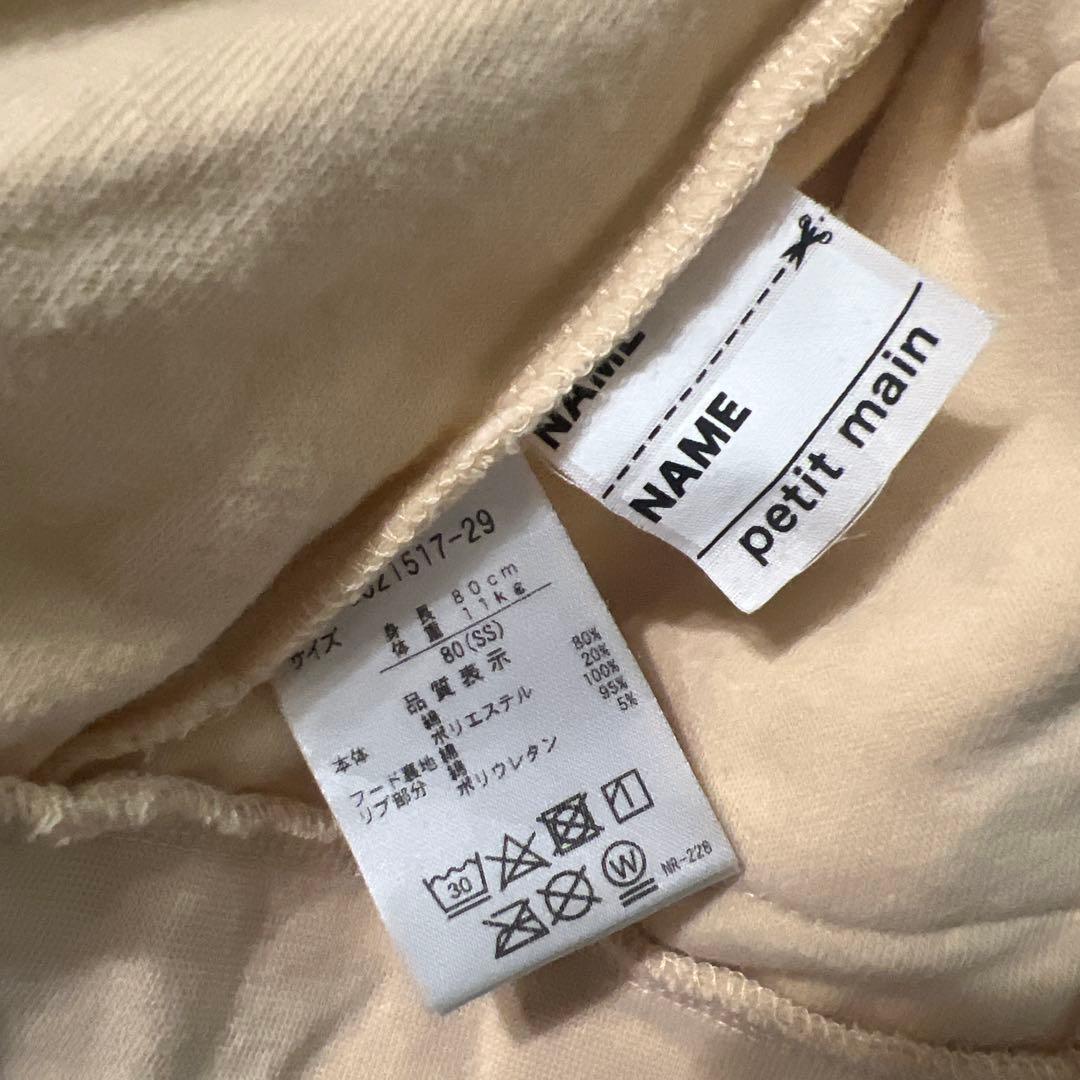 NAME
NAME
petit main
21517-29
サイズ
身長 80cm
体重 11kg
80(SS)
品質表示
本体 綿 80%
ポリエステル 20%
フード裏地 綿 100%
リブ部分 綿 95%
ポリウレタン 5%
30
W
NR-228